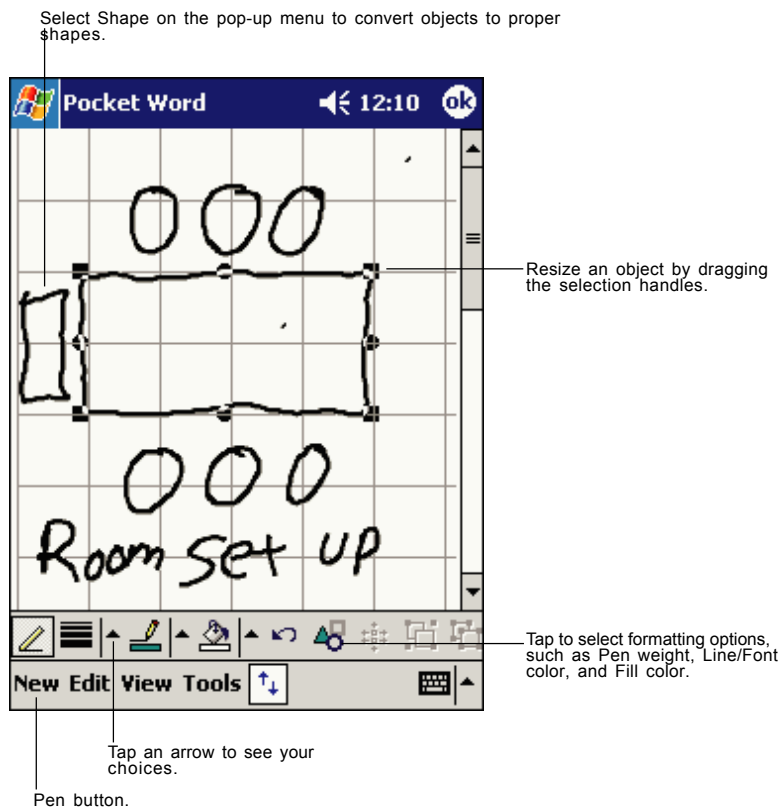 Select Shape on the pop-up menu to convert objects to proper
shapes.
Pocket Word 12:10 ok
Resize an object by dragging
the selection handles.
Room set up
Tap to select formatting options,
such as Pen weight, Line/Font
color, and Fill color.
New Edit View Tools
Tap an arrow to see your
choices.
Pen button.